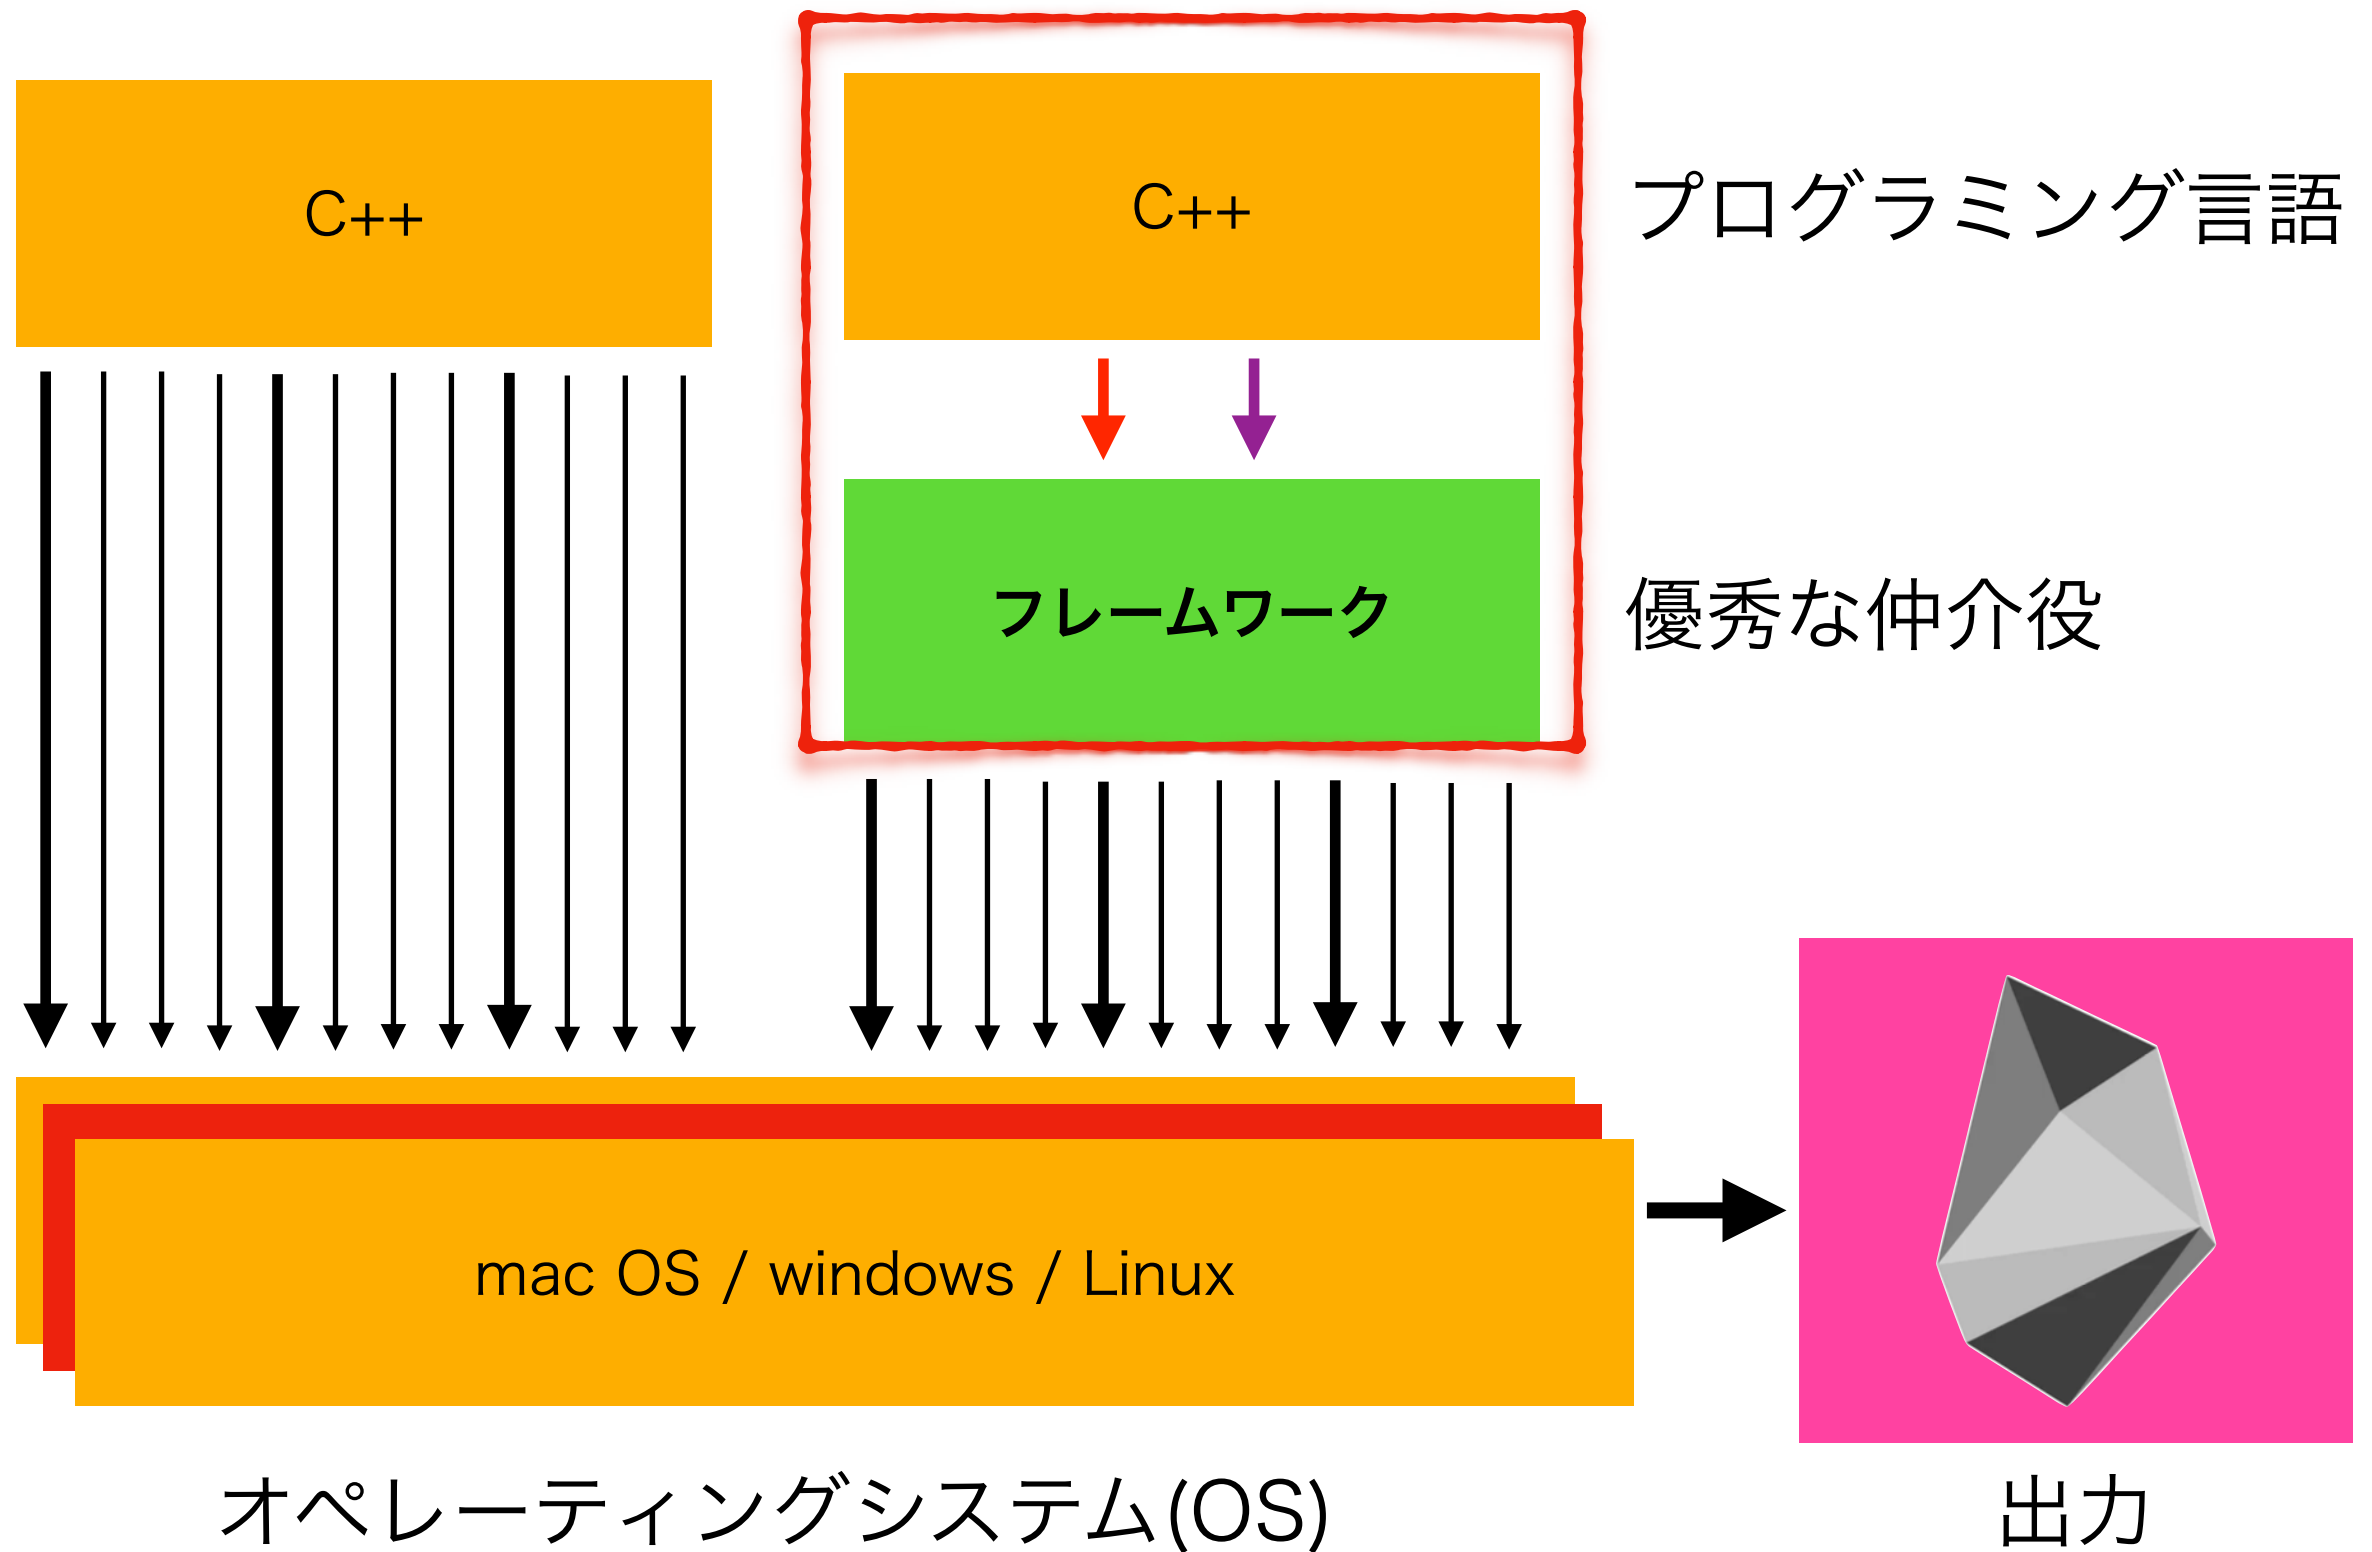 C++
C++
プログラミング言語
フレームワーク
優秀な仲介役
mac OS / windows / Linux
オペレーティングシステム(OS)
出力